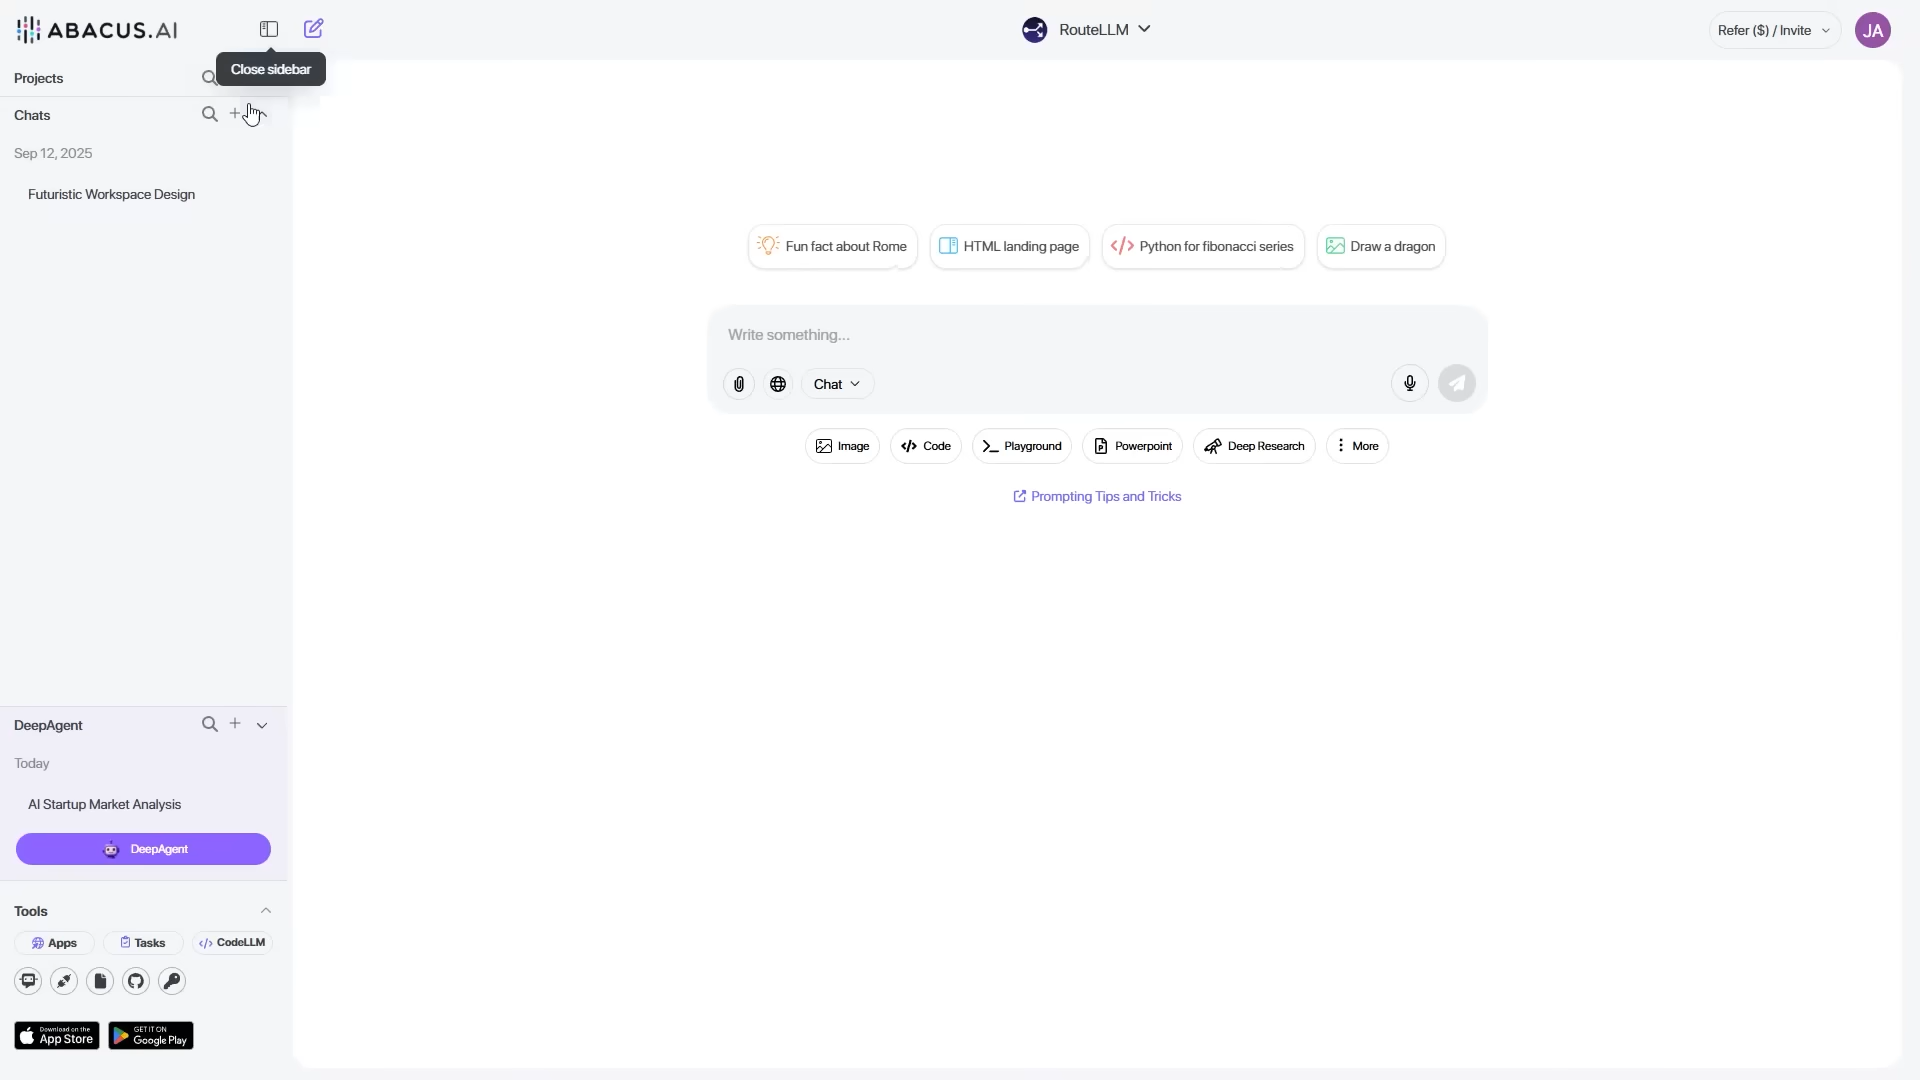 ABACUS.AI
RouteLLM
Refer ($) / Invite
JA
Close sidebar
Projects
Chats
Sep 12, 2025
Futuristic Workspace Design
Fun fact about Rome
HTML landing page
Python for fibonacci series
Draw a dragon
Write something...
Chat
Image
Code
Playground
Powerpoint
Deep Research
More
Prompting Tips and Tricks
DeepAgent
Today
AI Startup Market Analysis
DeepAgent
Tools
Apps
Tasks
CodeLLM
Download on the
App Store
GET IT ON
Google Play